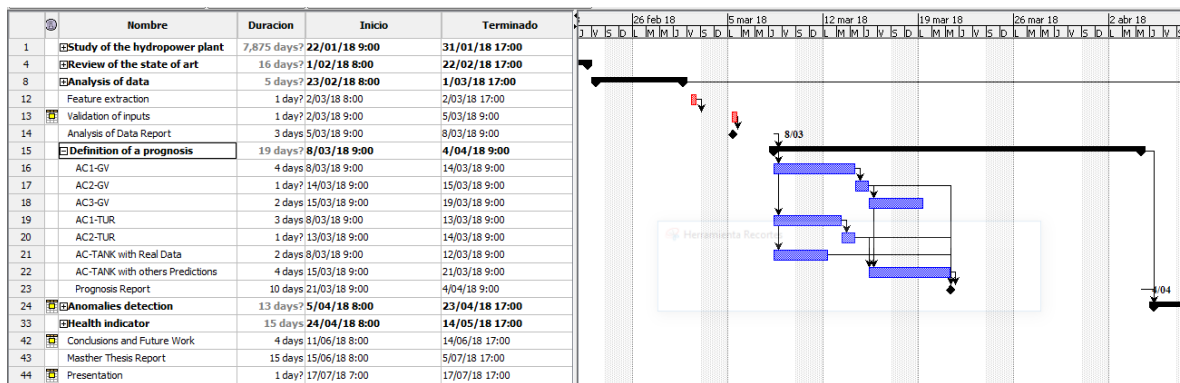 Nombre Duracion Inicio Terminado
26 feb 18 5 mar 18 12 mar 18 19 mar 18 26 mar 18 2 abr 18
J V S D L M M J V S D L M M J V S D L M M J V S D L M M J V S D L M M J V S D L M M J V S
1 Study of the hydropower plant 7,875 days? 22/01/18 9:00 31/01/18 17:00
4 Review of the state of art 16 days? 1/02/18 8:00 22/02/18 17:00
8 Analysis of data 5 days? 23/02/18 8:00 1/03/18 17:00
12 Feature extraction 1 day? 2/03/18 8:00 2/03/18 17:00
13 Validation of inputs 1 day? 2/03/18 9:00 5/03/18 9:00
14 Analysis of Data Report 3 days 5/03/18 9:00 8/03/18 9:00
8/03
15 Definition of a prognosis 19 days? 8/03/18 9:00 4/04/18 9:00
16 AC1-GV 4 days 8/03/18 9:00 14/03/18 9:00
17 AC2-GV 1 day? 14/03/18 9:00 15/03/18 9:00
18 AC3-GV 2 days 15/03/18 9:00 19/03/18 9:00
19 AC1-TUR 3 days 8/03/18 9:00 13/03/18 9:00
20 AC2-TUR 1 day? 13/03/18 9:00 14/03/18 9:00
Herramienta Recortes
21 AC-TANK with Real Data 2 days 8/03/18 9:00 12/03/18 9:00
22 AC-TANK with others Predictions 4 days 15/03/18 9:00 21/03/18 9:00
23 Prognosis Report 10 days 21/03/18 9:00 4/04/18 9:00
4/04
24 Anomalies detection 13 days? 5/04/18 8:00 23/04/18 17:00
33 Health indicator 15 days 24/04/18 8:00 14/05/18 17:00
42 Conclusions and Future Work 4 days 11/06/18 8:00 14/06/18 17:00
43 Masther Thesis Report 15 days 15/06/18 8:00 5/07/18 17:00
44 Presentation 1 day? 17/07/18 7:00 17/07/18 17:00